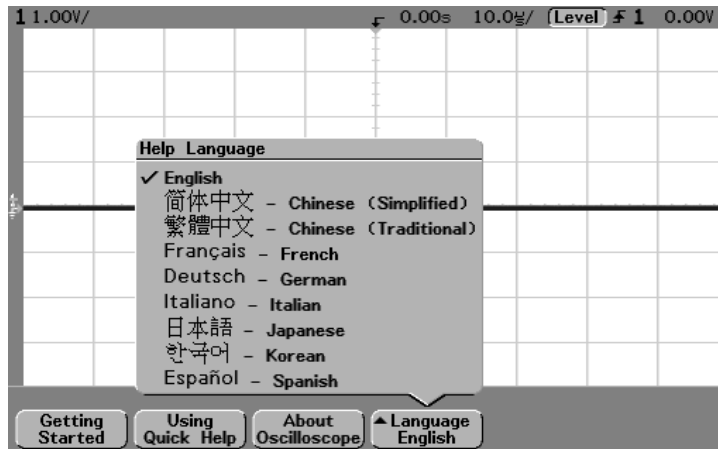 1 1.00V/ 0.00s 10.0㎱/ Level 1 0.00V
Help Language
✓ English
简体中文 – Chinese (Simplified)
繁體中文 – Chinese (Traditional)
Français – French
Deutsch – German
Italiano – Italian
日本語 – Japanese
한국어 – Korean
Español – Spanish
Getting Started
Using Quick Help
About Oscilloscope
Language English